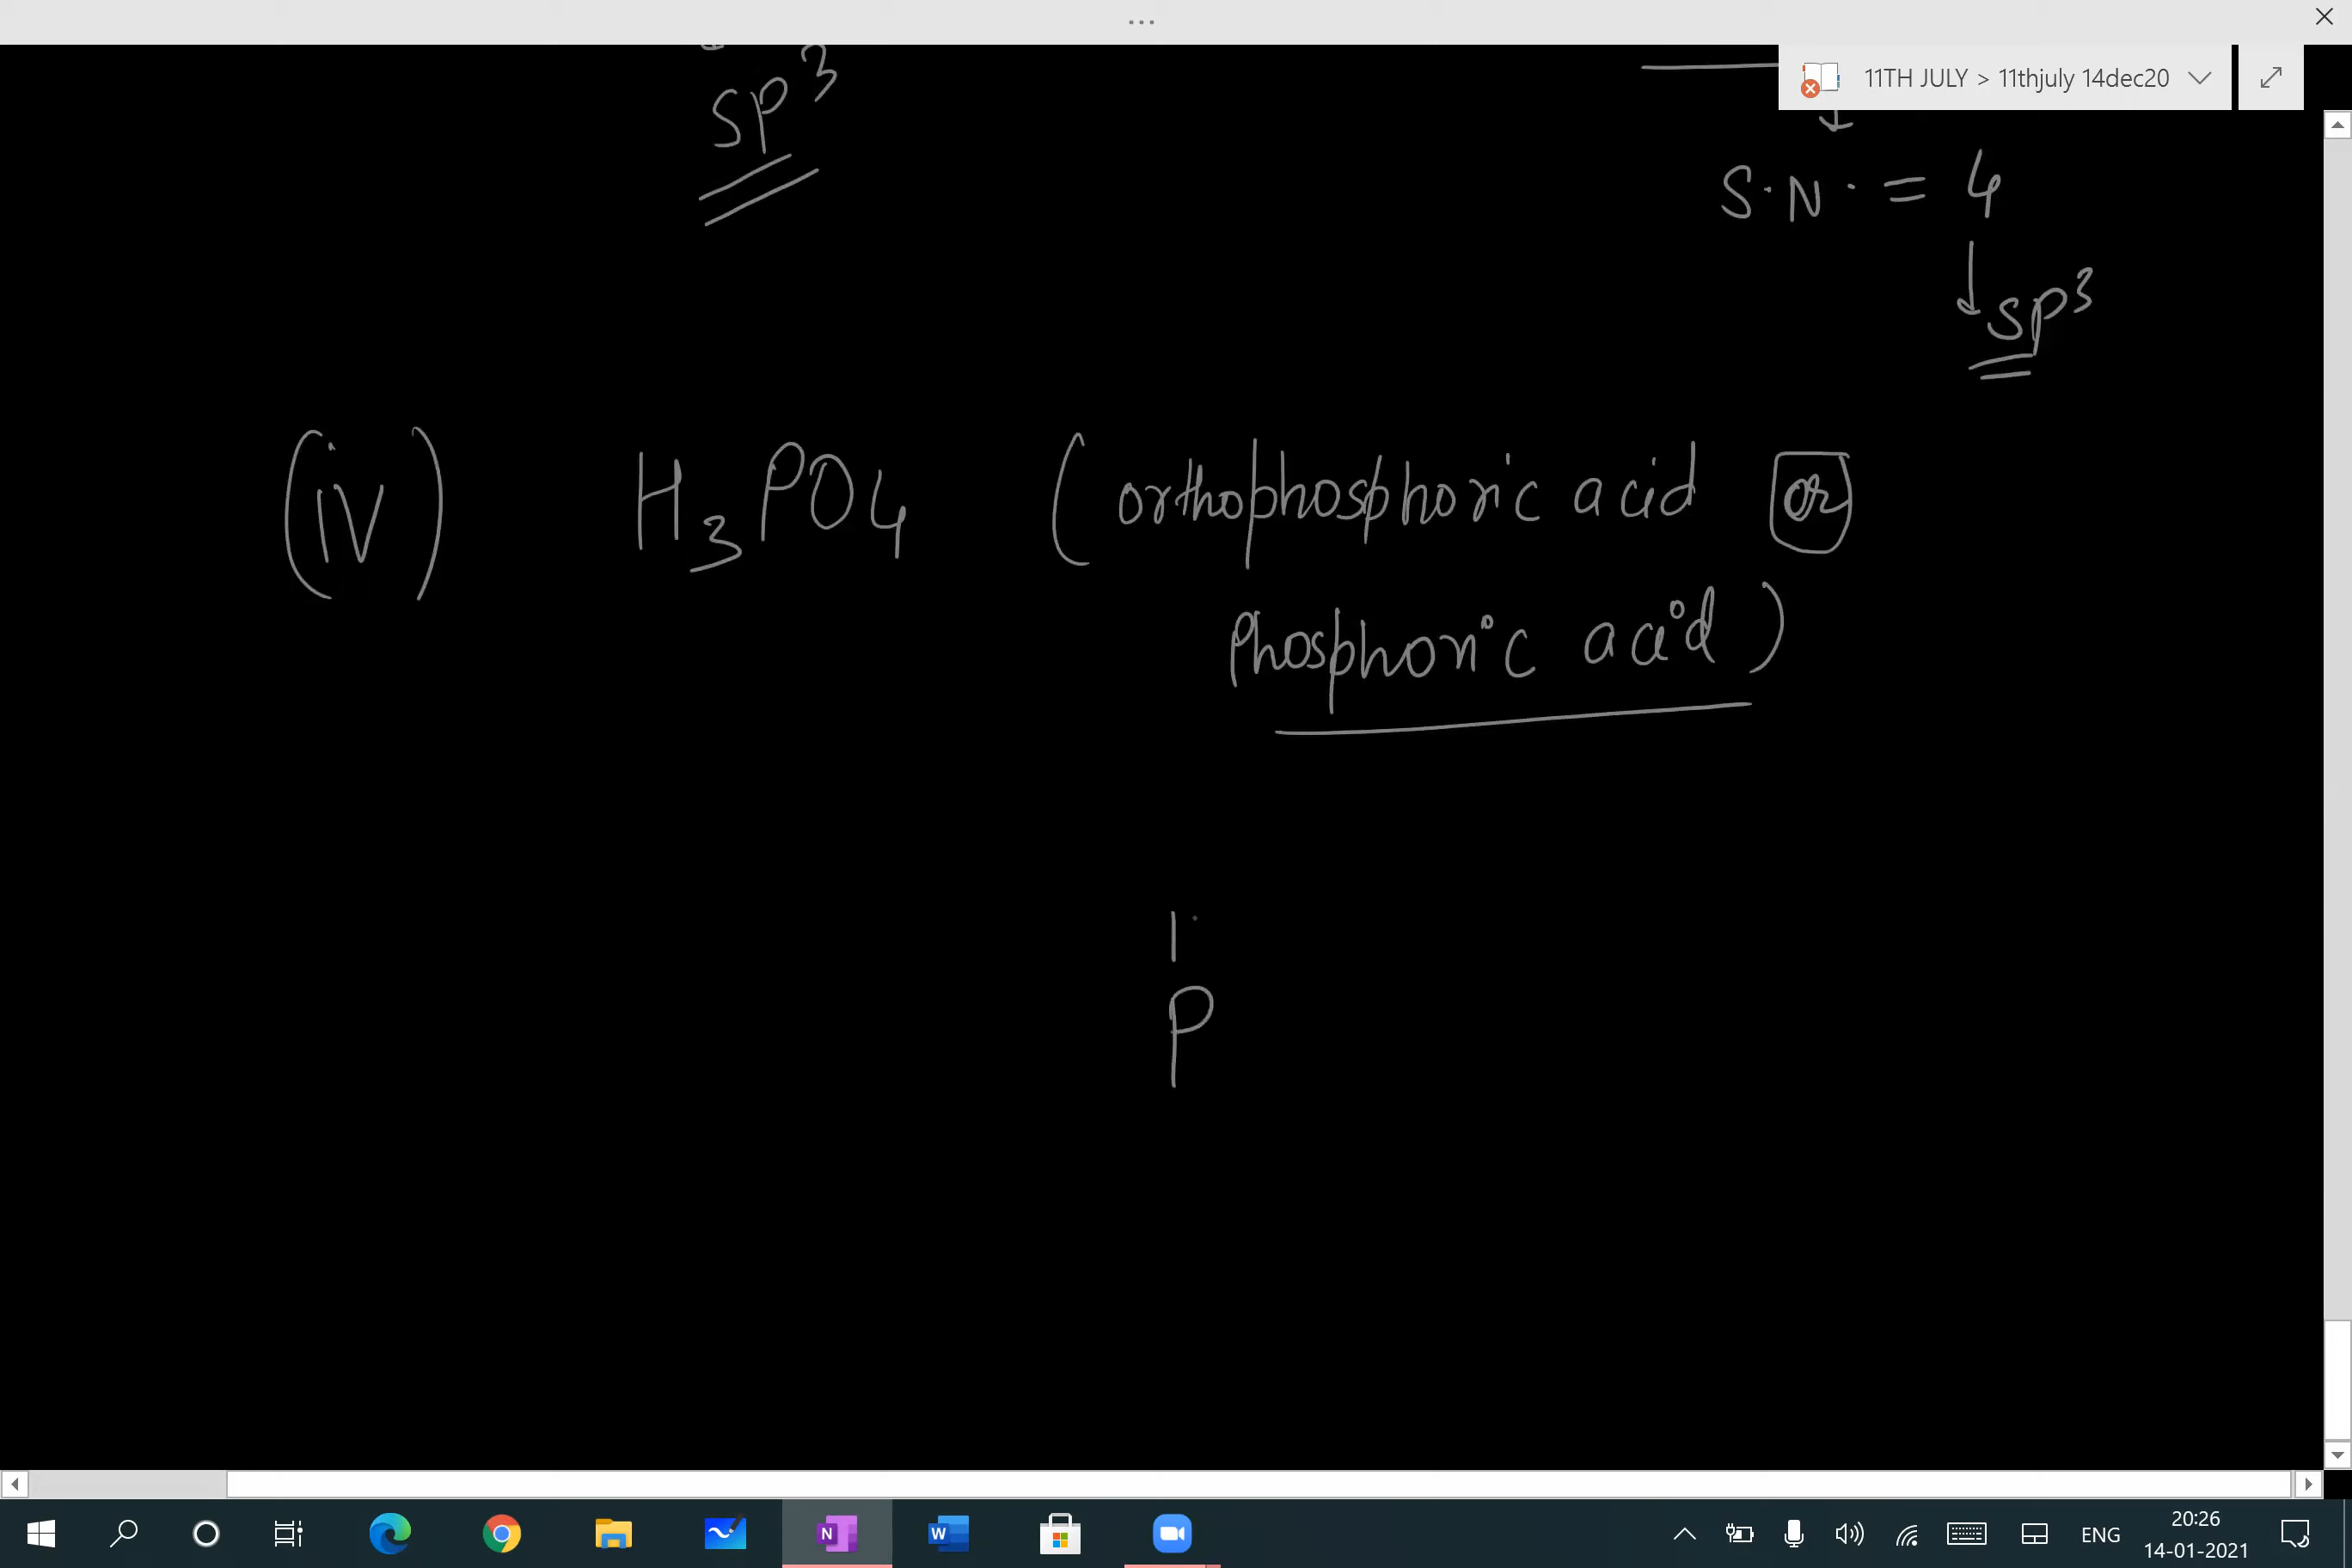 ...
11TH JULY > 11thjuly 14dec20
sp3
S.N. = 4
sp3
(iv) H3PO4 (orthophosphoric acid or
Phosphoric acid)
P
ENG
20:26
14-01-2021